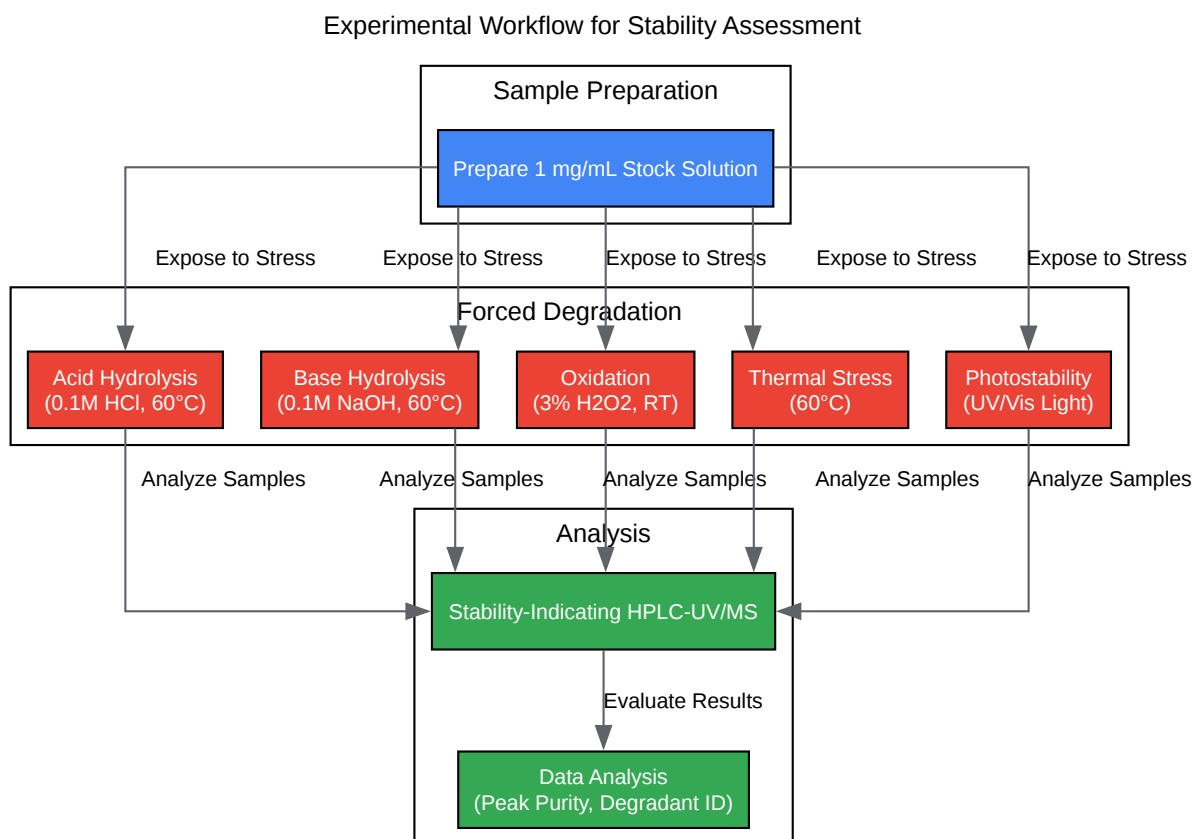 Experimental Workflow for Stability Assessment
Sample Preparation
Prepare 1 mg/mL Stock Solution
Expose to Stress
Expose to Stress
Expose to Stress
Expose to Stress
Expose to Stress
Forced Degradation
Acid Hydrolysis
(0.1M HCl, 60°C)
Base Hydrolysis
(0.1M NaOH, 60°C)
Oxidation
(3% H2O2, RT)
Thermal Stress
(60°C)
Photostability
(UV/Vis Light)
Analyze Samples
Analyze Samples
Analyze Samples
Analyze Samples
Analyze Samples
Analysis
Stability-Indicating HPLC-UV/MS
Evaluate Results
Data Analysis
(Peak Purity, Degradant ID)